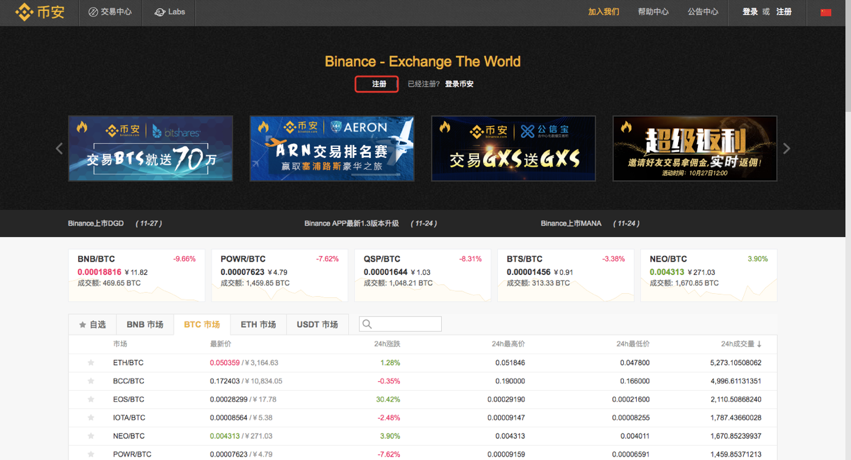 币安 交易中心 Labs 加入我们 帮助中心 公告中心 登录 或 注册
Binance - Exchange The World
注册 已经注册? 登录币安
币安 bitshares
交易BTS就送70万
币安 AERON
ARN交易排名赛
赢取塞浦路斯豪华之旅
币安 公信宝
交易GXS送GXS
超级返利
邀请好友交易拿佣金,实时返佣!
活动时间:10月27日12:00
Binance上市DGD ( 11-27 ) Binance APP最新1.3版本升级 ( 11-24 ) Binance上市MANA ( 11-24 )
BNB/BTC -9.66%
0.00018816 ¥11.82
成交额: 469.65 BTC
POWR/BTC -7.62%
0.00007623 ¥4.79
成交额: 1,459.85 BTC
QSP/BTC -8.31%
0.00001644 ¥1.03
成交额: 1,048.21 BTC
BTS/BTC -3.38%
0.00001456 ¥0.91
成交额: 313.33 BTC
NEO/BTC 3.90%
0.004313 ¥271.03
成交额: 1,670.85 BTC
自选 BNB 市场 BTC 市场 ETH 市场 USDT 市场
市场 最新价 24h涨跌 24h最高价 24h最低价 24h成交量
ETH/BTC 0.050359 / ¥3,164.63 1.28% 0.051846 0.047800 5,273.10508062
BCC/BTC 0.172403 / ¥10,834.05 -0.35% 0.190000 0.166000 4,996.61131351
EOS/BTC 0.00028299 / ¥17.78 30.42% 0.00029190 0.00021600 2,110.50868240
IOTA/BTC 0.00008564 / ¥5.38 -2.48% 0.00009147 0.00008255 1,787.43660028
NEO/BTC 0.004313 / ¥271.03 3.90% 0.004313 0.004011 1,670.85239937
POWR/BTC 0.00007623 / ¥4.79 -7.62% 0.00009159 0.00006591 1,459.85371213